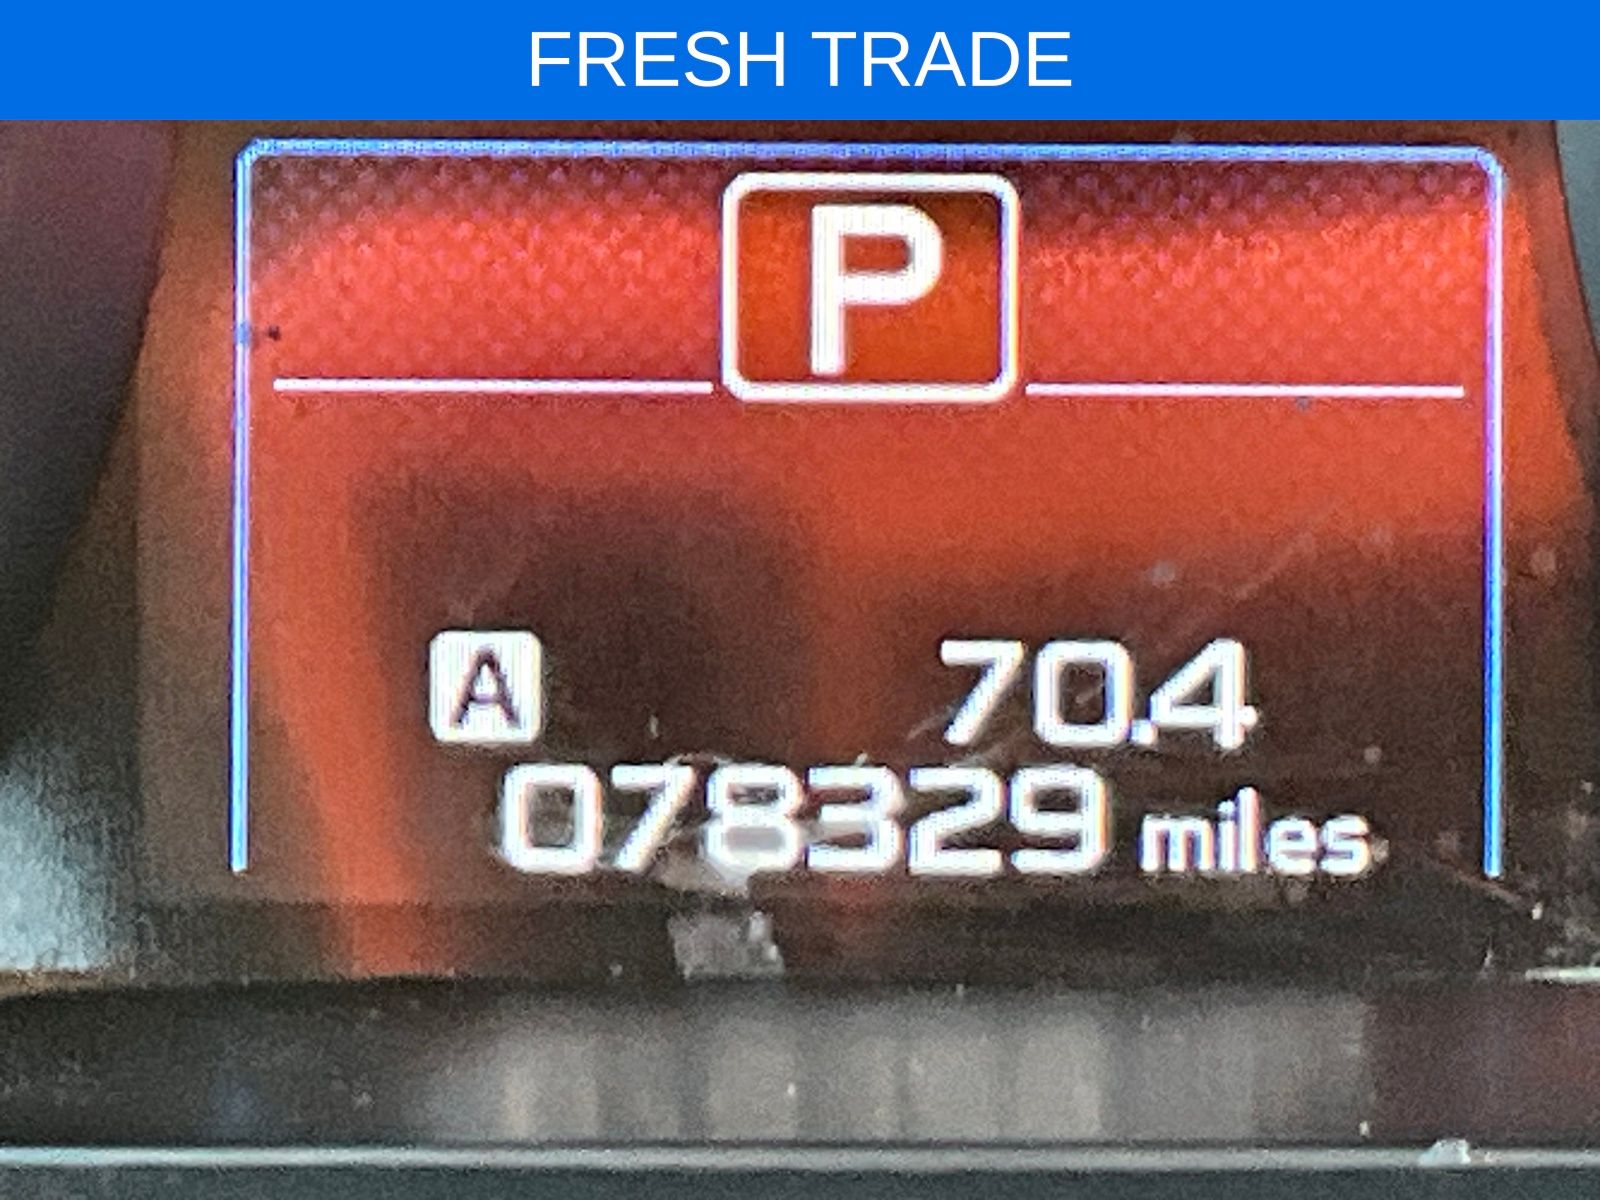 FRESH TRADE
P
A 70.4
078329 miles